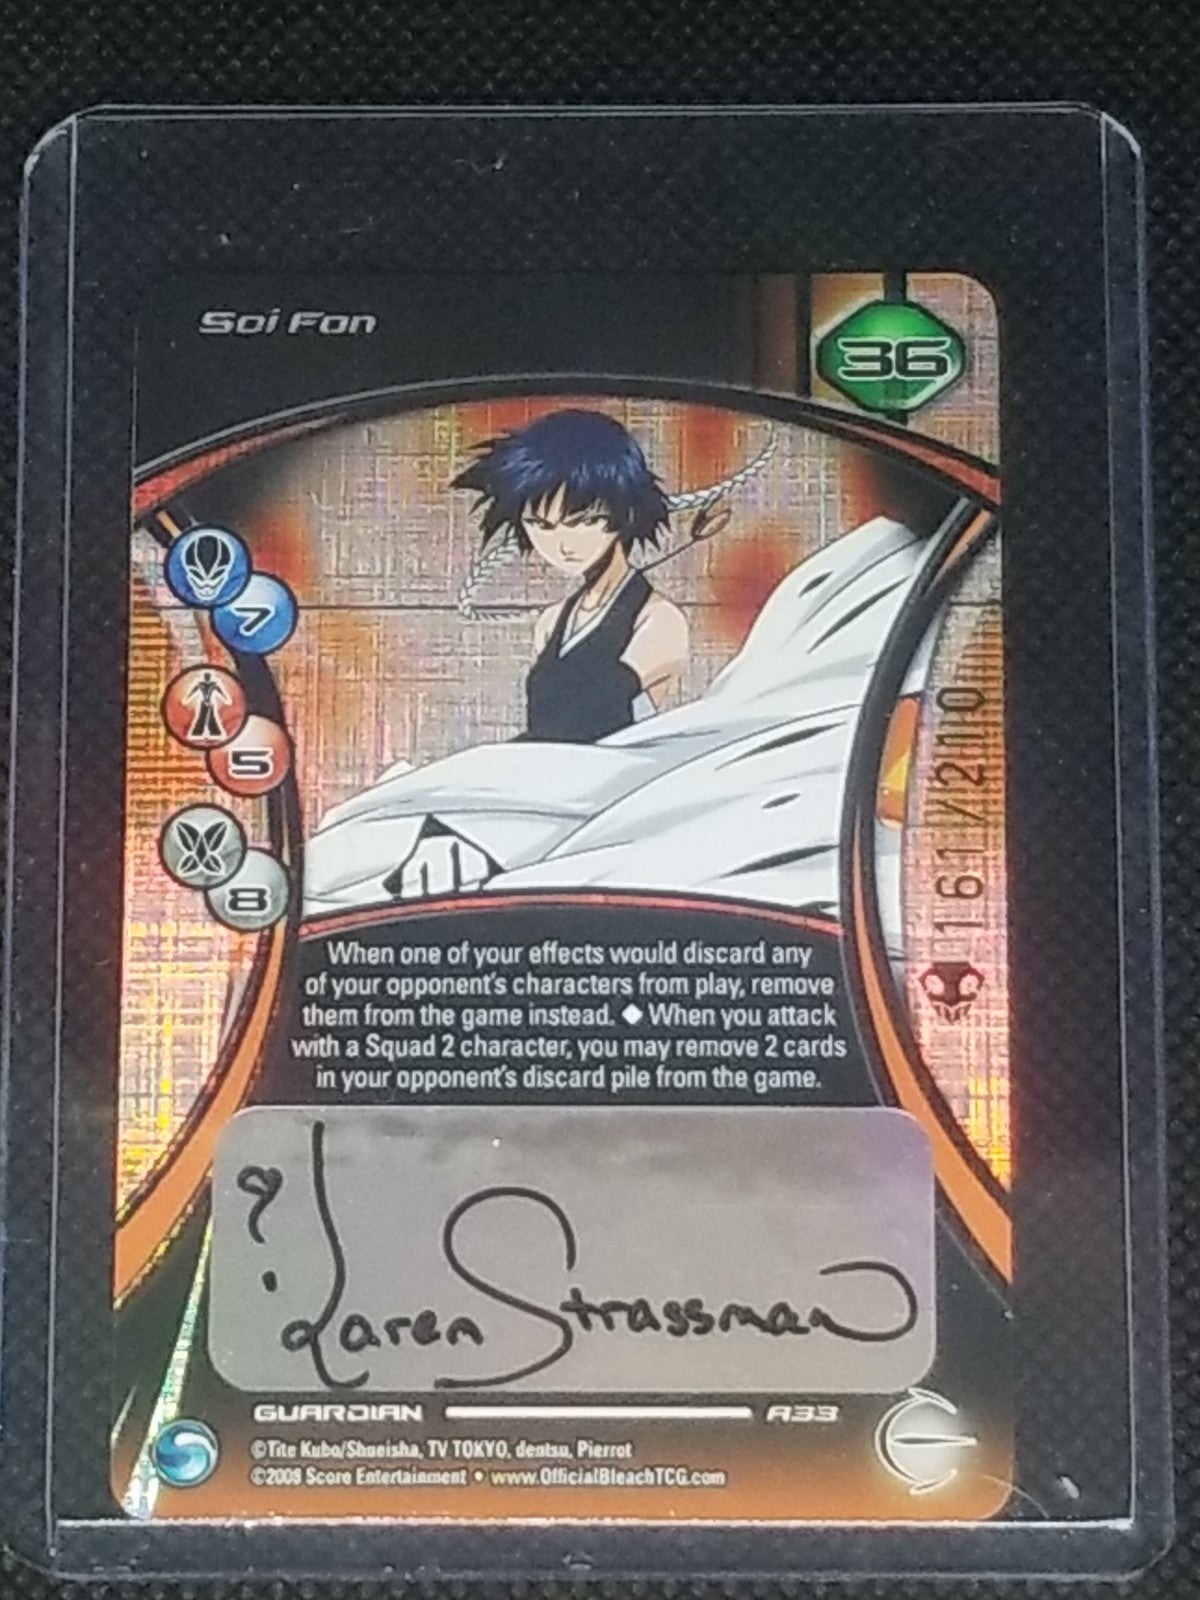 Soi Fon
36
7
5
8
161/210
When one of your effects would discard any
of your opponent's characters from play, remove
them from the game instead. ◆ When you attack
with a Squad 2 character, you may remove 2 cards
in your opponent's discard pile from the game.
Karen Strassman
GUARDIAN A33
©Tite Kubo/Shueisha, TV TOKYO, dentsu, Pierrot
©2008 Score Entertainment • www.OfficialBleachTCG.com